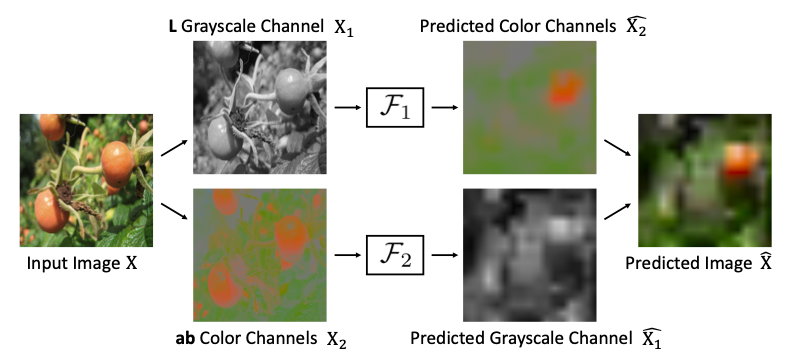 L Grayscale Channel X₁
Predicted Color Channels X̂₂
ℱ₁
Input Image X
Predicted Image X̂
ℱ₂
ab Color Channels X₂
Predicted Grayscale Channel X̂₁